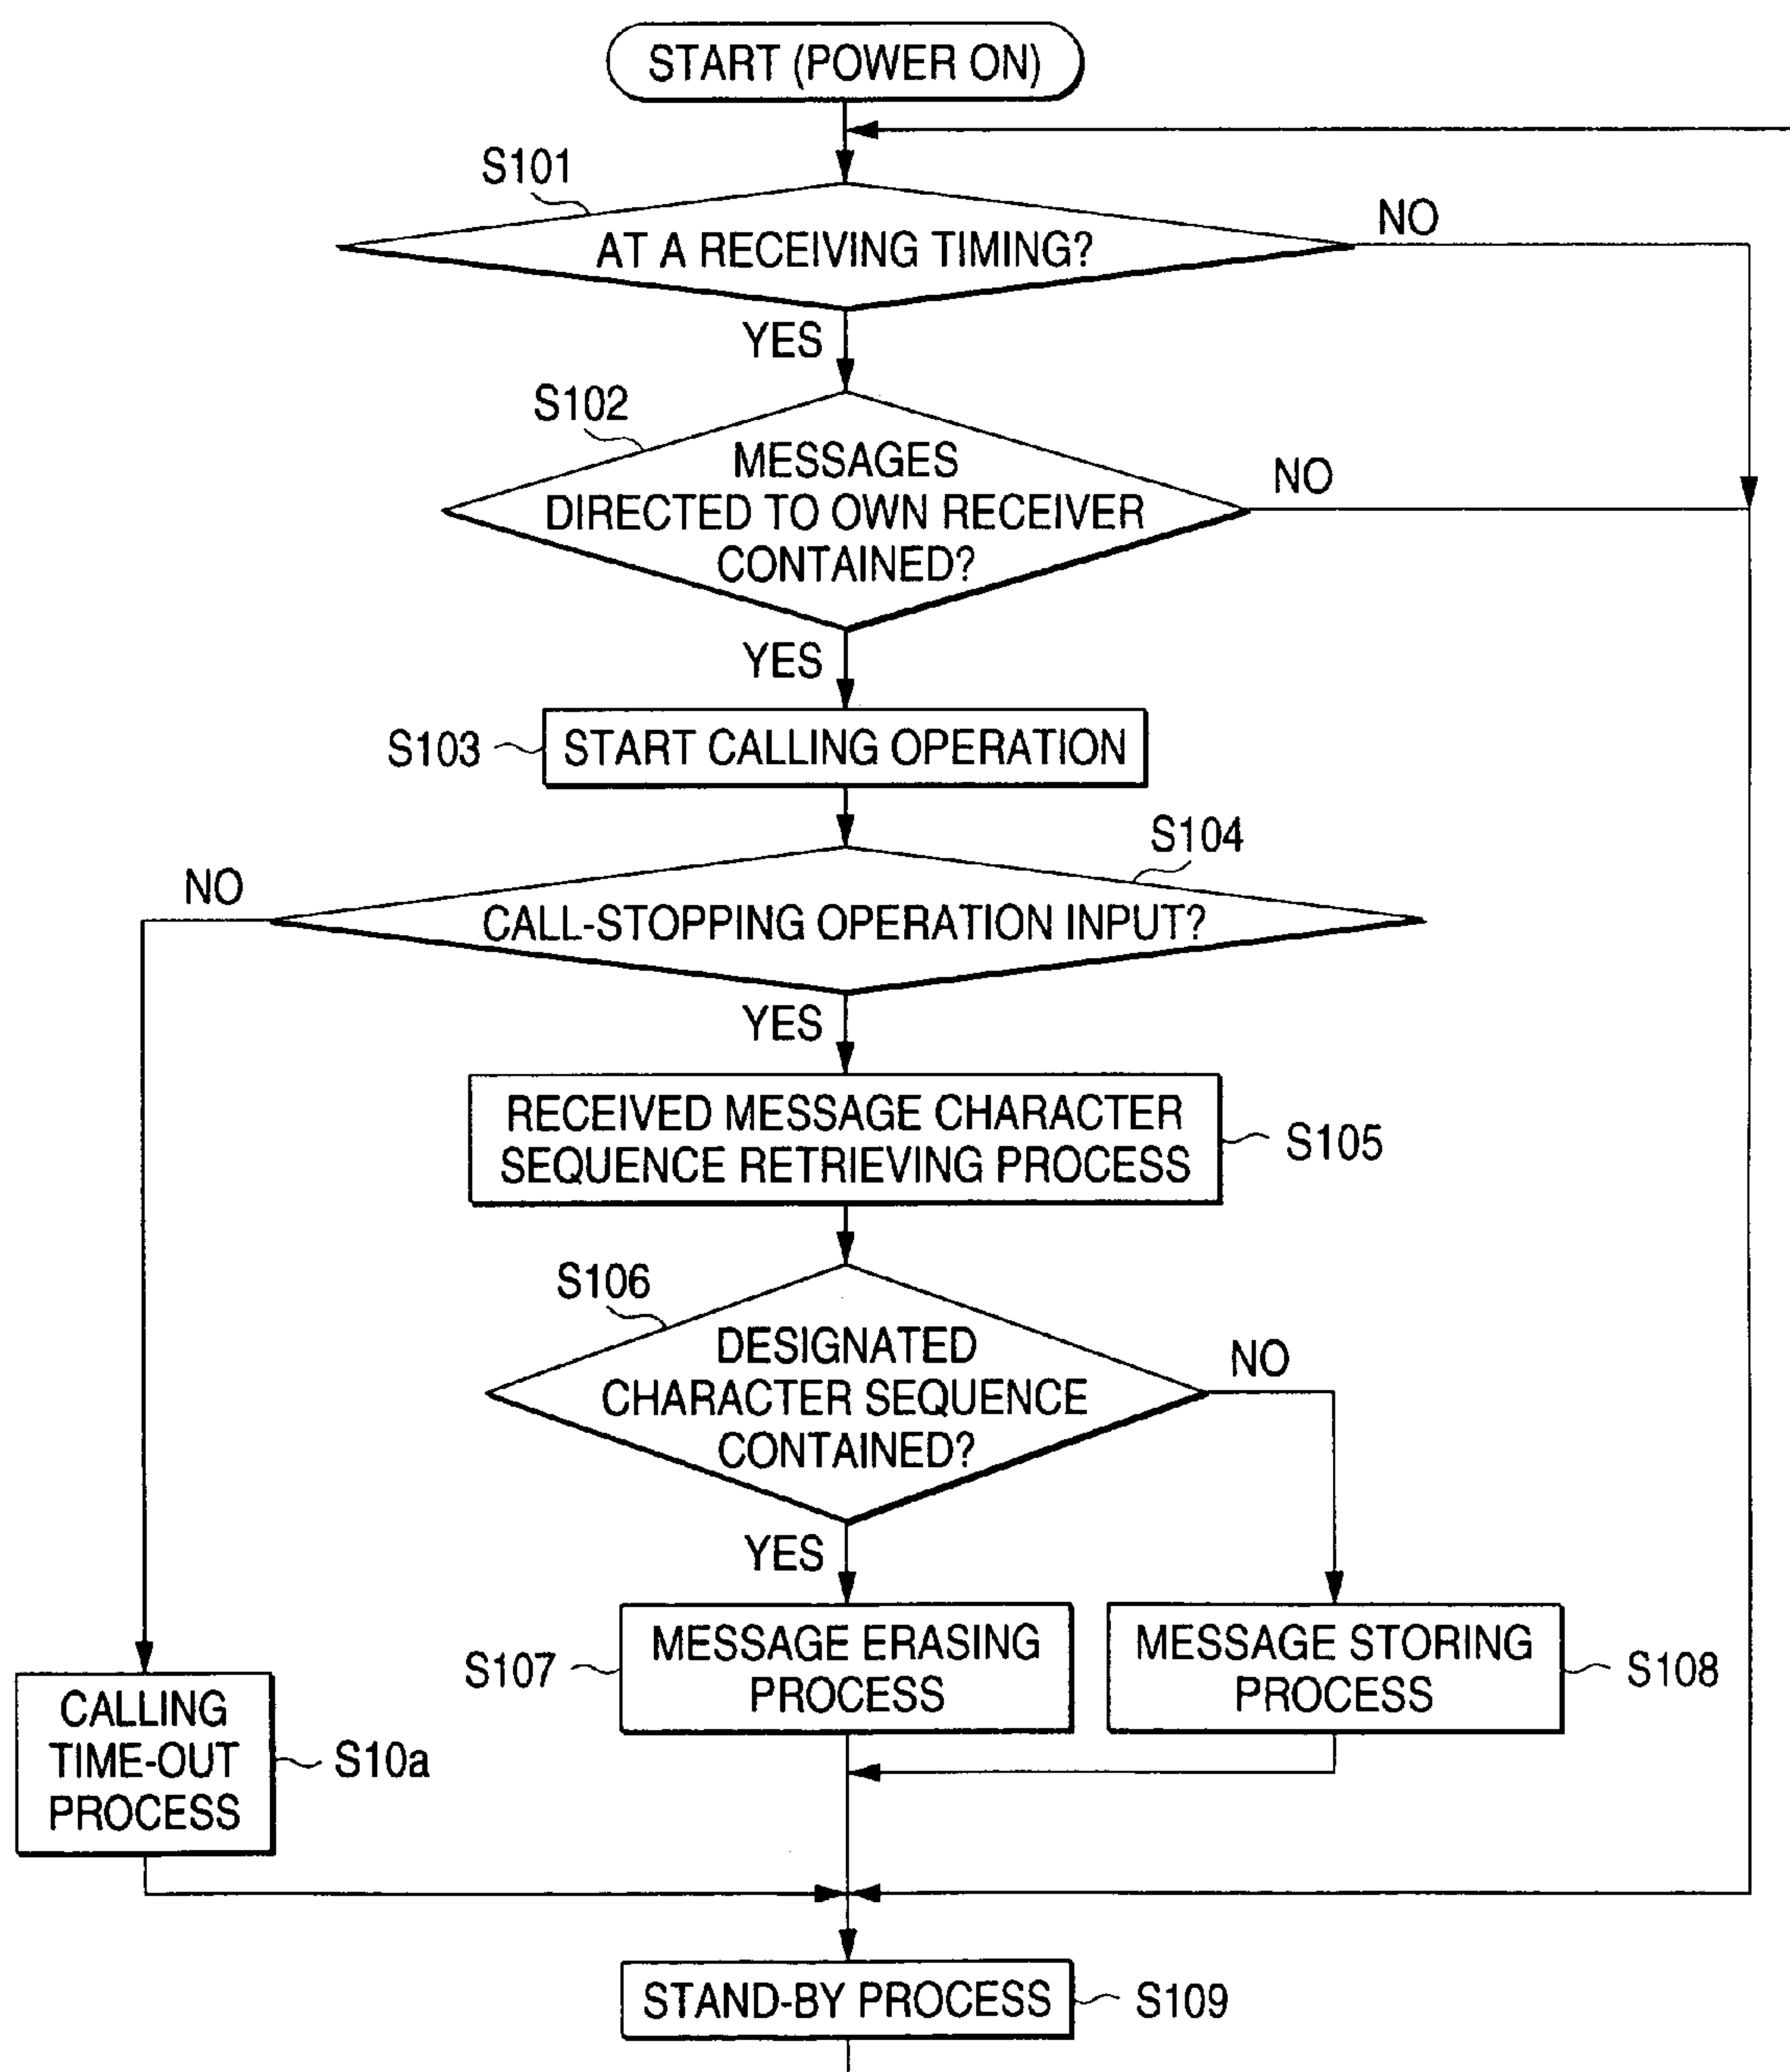 START (POWER ON)
S101
AT A RECEIVING TIMING?
NO
YES
S102
MESSAGES
DIRECTED TO OWN RECEIVER
CONTAINED?
NO
YES
S103
START CALLING OPERATION
S104
NO
CALL-STOPPING OPERATION INPUT?
YES
RECEIVED MESSAGE CHARACTER
SEQUENCE RETRIEVING PROCESS
S105
S106
DESIGNATED
CHARACTER SEQUENCE
CONTAINED?
NO
YES
S107
MESSAGE ERASING
PROCESS
MESSAGE STORING
PROCESS
S108
CALLING
TIME-OUT
PROCESS
S10a
STAND-BY PROCESS
S109